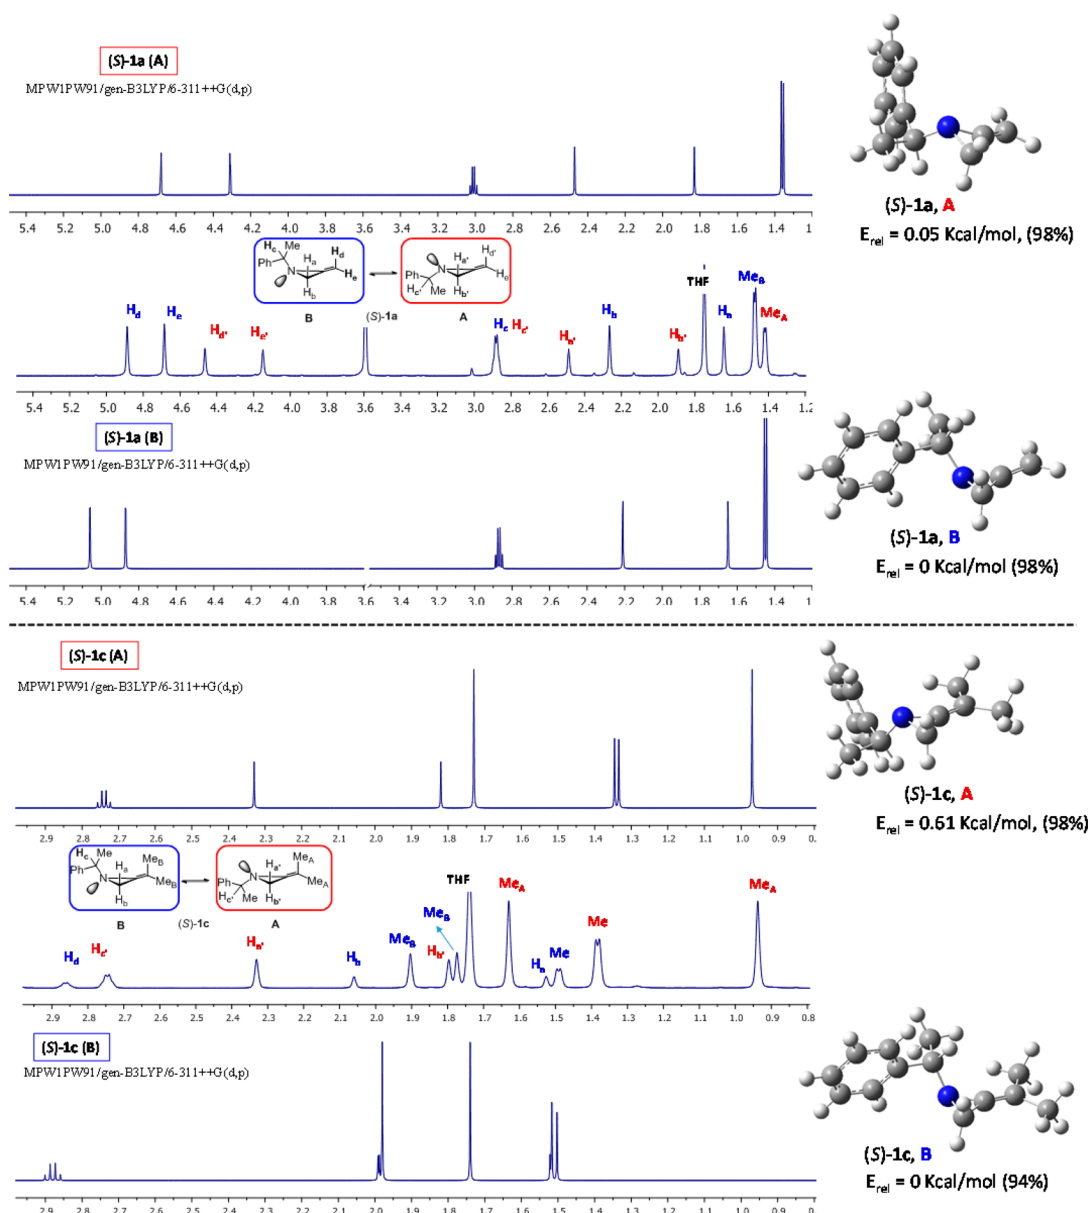 (S)-1a (A)
MPW1PW91/gen-B3LYP/6-311++G(d,p)
5.4 5.2 5.0 4.8 4.6 4.4 4.2 4.0 3.8 3.6 3.4 3.2 3.0 2.8 2.6 2.4 2.2 2.0 1.8 1.6 1.4 1.
(S)-1a, A
Erel = 0.05 Kcal/mol, (98%)
Hc Me Ha Hd Ph N He Hb
B
(S)-1a
Ha' Hd' Ph N He' Hc' Me Hb'
A
Hd He Hd' He' Hc Hc' Ha' Hb Hb' THF Ha MeB MeA
5.4 5.2 5.0 4.8 4.6 4.4 4.2 4.0 3.8 3.6 3.4 3.2 3.0 2.8 2.6 2.4 2.2 2.0 1.8 1.6 1.4 1.2
(S)-1a (B)
MPW1PW91/gen-B3LYP/6-311++G(d,p)
5.4 5.2 5.0 4.8 4.6 4.4 4.2 4.0 3.8 3.6 3.4 3.2 3.0 2.8 2.6 2.4 2.2 2.0 1.8 1.6 1.4 1.
(S)-1a, B
Erel = 0 Kcal/mol (98%)
(S)-1c (A)
MPW1PW91/gen-B3LYP/6-311++G(d,p)
2.9 2.8 2.7 2.6 2.5 2.4 2.3 2.2 2.1 2.0 1.9 1.8 1.7 1.6 1.5 1.4 1.3 1.2 1.1 1.0 0.9 0.8
(S)-1c, A
Erel = 0.61 Kcal/mol, (98%)
Hc Me Ha MeB Ph N MeB Hb
B
(S)-1c
Ha' MeA Ph N MeA Hc' Me Hb'
A
Hd Hc' Ha' Hb MeB MeB Hb' THF MeA Ha Me Me MeA
2.9 2.8 2.7 2.6 2.5 2.4 2.3 2.2 2.1 2.0 1.9 1.8 1.7 1.6 1.5 1.4 1.3 1.2 1.1 1.0 0.9 0.8
(S)-1c (B)
MPW1PW91/gen-B3LYP/6-311++G(d,p)
2.9 2.8 2.7 2.6 2.5 2.4 2.3 2.2 2.1 2.0 1.9 1.8 1.7 1.6 1.5 1.4 1.3 1.2 1.1 1.0 0.9 0.8
(S)-1c, B
Erel = 0 Kcal/mol (94%)